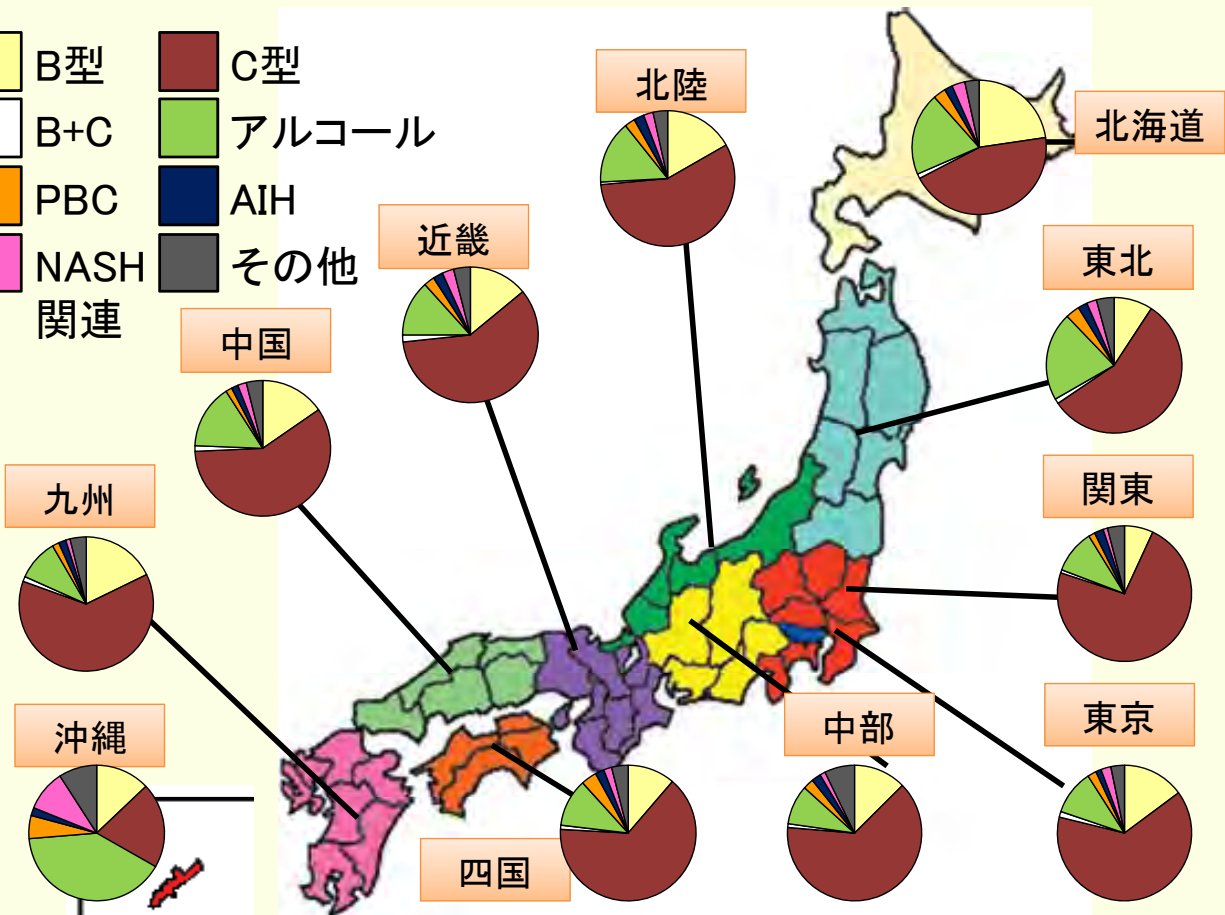 B型
C型
B+C
アルコール
PBC
AIH
NASH
関連
その他
北陸
北海道
近畿
東北
中国
九州
関東
沖縄
中部
東京
四国